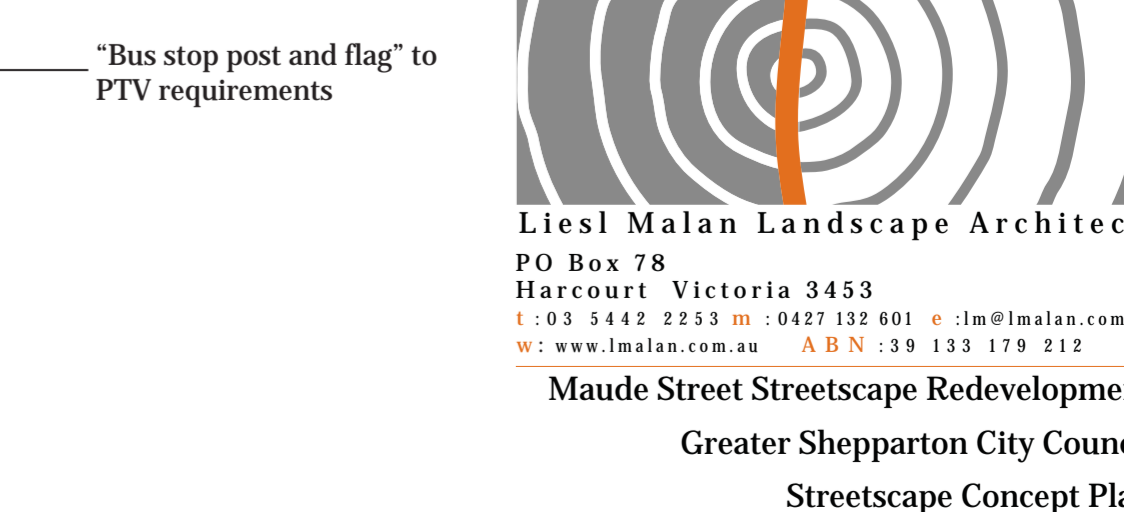 “Bus stop post and flag” to
PTV requirements
Liesl Malan Landscape Architec
PO Box 78
Harcourt Victoria 3453
t :03 5442 2253 m :0427 132 601 e :lm@lmalan.com
w: www.lmalan.com.au ABN :39 133 179 212
Maude Street Streetscape Redevelopme
Greater Shepparton City Coun
Streetscape Concept Pla